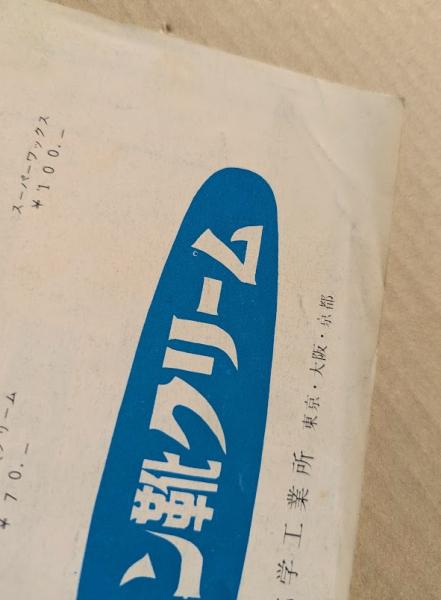 スーパーワックス
¥100.—
リーム
¥70.—
ン靴クリーム
学工業所 東京・大阪・京都